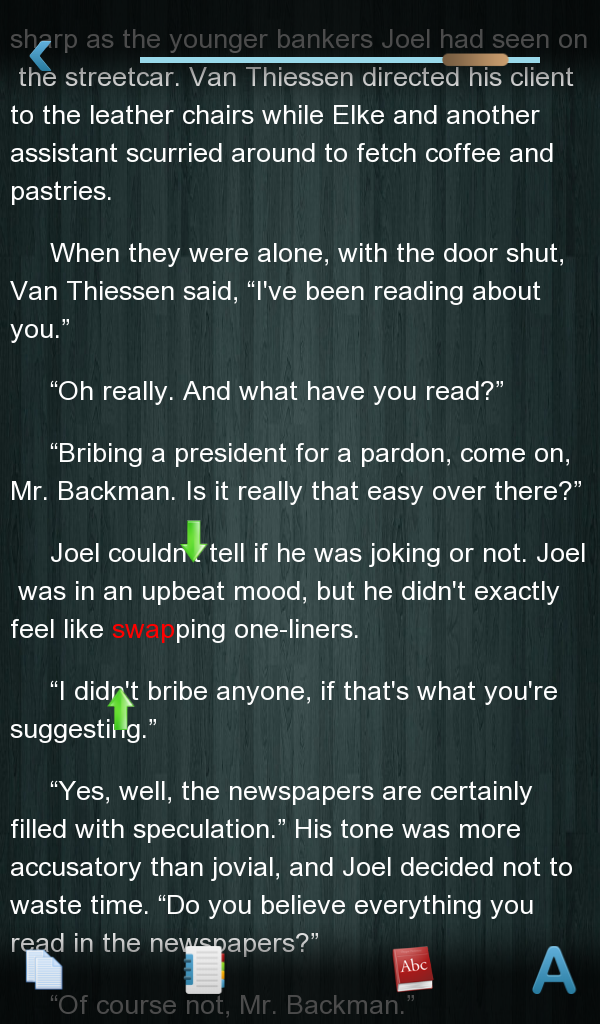 sharp as the younger bankers Joel had seen on
the streetcar. Van Thiessen directed his client
to the leather chairs while Elke and another
assistant scurried around to fetch coffee and
pastries.
When they were alone, with the door shut,
Van Thiessen said, “I've been reading about
you.”
“Oh really. And what have you read?”
“Bribing a president for a pardon, come on,
Mr. Backman. Is it really that easy over there?”
Joel couldn't tell if he was joking or not. Joel
was in an upbeat mood, but he didn't exactly
feel like swapping one-liners.
“I didn't bribe anyone, if that's what you're
suggesting.”
“Yes, well, the newspapers are certainly
filled with speculation.” His tone was more
accusatory than jovial, and Joel decided not to
waste time. “Do you believe everything you
read in the newspapers?”
Abc
A
“Of course not, Mr. Backman.”